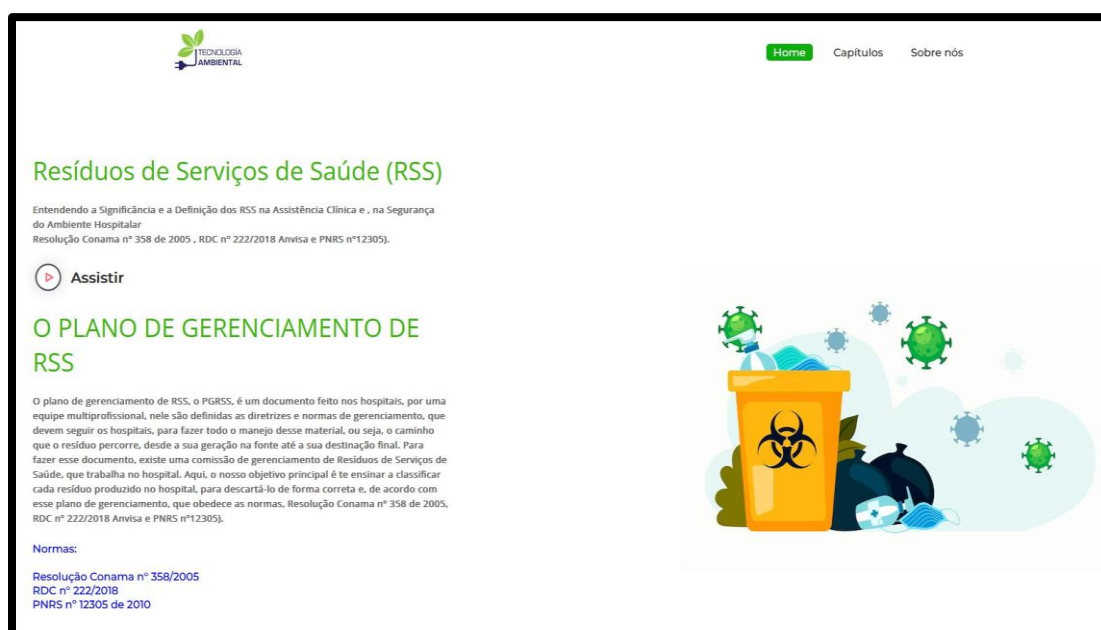 TECNOLOGÍA
AMBIENTAL
Home
Capítulos
Sobre nós
Resíduos de Serviços de Saúde (RSS)
Entendendo a Significância e a Definição dos RSS na Assistência Clínica e , na Segurança
do Ambiente Hospitalar
Resolução Conama nº 358 de 2005 , RDC nº 222/2018 Anvisa e PNRS nº12305).
Assistir
O PLANO DE GERENCIAMENTO DE
RSS
O plano de gerenciamento de RSS, o PGRSS, é um documento feito nos hospitais, por uma
equipe multiprofissional, nele são definidas as diretrizes e normas de gerenciamento, que
devem seguir os hospitais, para fazer todo o manejo desse material, ou seja, o caminho
que o resíduo percorre, desde a sua geração na fonte até a sua destinação final. Para
fazer esse documento, existe uma comissão de gerenciamento de Resíduos de Serviços de
Saúde, que trabalha no hospital. Aqui, o nosso objetivo principal é te ensinar a classificar
cada resíduo produzido no hospital, para descartá-lo de forma correta e, de acordo com
esse plano de gerenciamento, que obedece as normas, Resolução Conama nº 358 de 2005,
RDC nº 222/2018 Anvisa e PNRS nº12305).
Normas:
Resolução Conama nº 358/2005
RDC nº 222/2018
PNRS nº 12305 de 2010